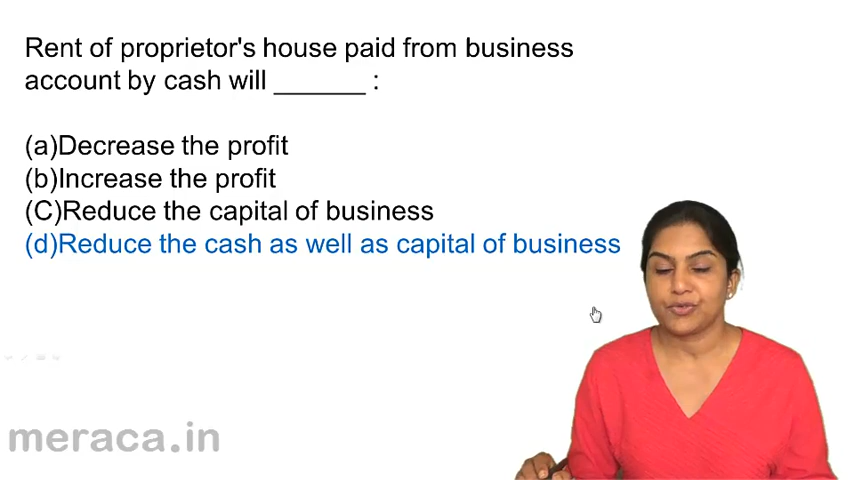 Rent of proprietor's house paid from business
account by cash will ______ :
(a)Decrease the profit
(b)Increase the profit
(C)Reduce the capital of business
(d)Reduce the cash as well as capital of business
meraca.in